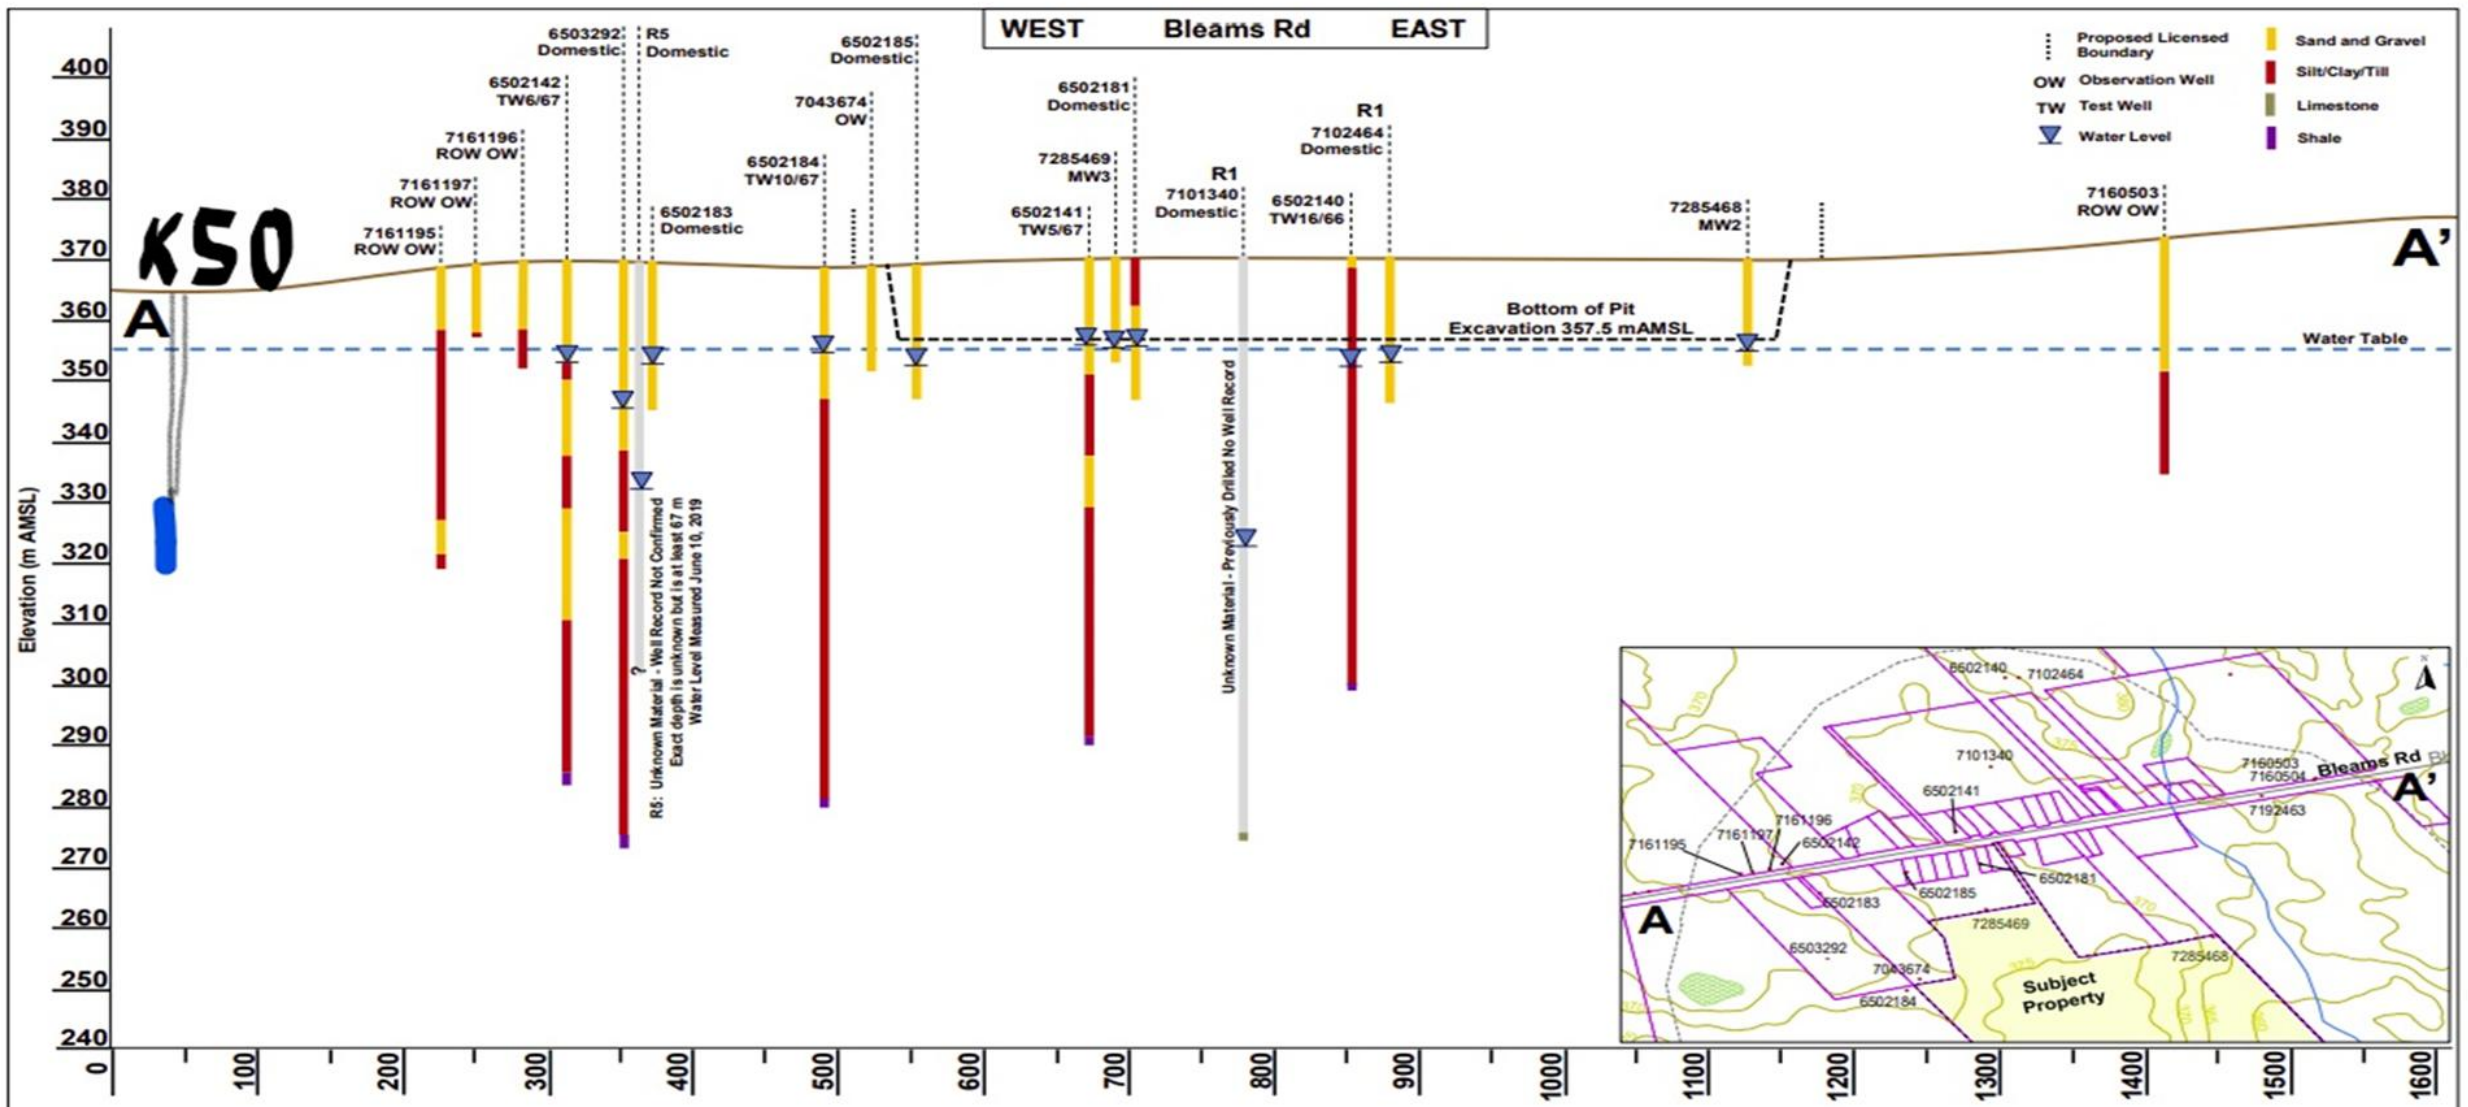 WEST Bleams Rd EAST
Proposed Licensed
Boundary
OW Observation Well
TW Test Well
Water Level
Sand and Gravel
Silt/Clay/Till
Limestone
Shale
Elevation (m AMSL)
400
390
380
370
360
350
340
330
320
310
300
290
280
270
260
250
240
K50
A
A’
7161195
ROW OW
7161197
ROW OW
7161196
ROW OW
6502142
TW6/67
6503292
Domestic
R5
Domestic
6502183
Domestic
6502184
TW10/67
7043674
OW
6502185
Domestic
6502141
TW5/67
7285469
MW3
6502181
Domestic
R1
7101340
Domestic
6502140
TW16/66
R1
7102464
Domestic
7285468
MW2
7160503
ROW OW
Bottom of Pit
Excavation 357.5 mAMSL
Water Table
?
R5: Unknown Material - Well Record Not Confirmed
Exact depth is unknown but is at least 67 m
Water Level Measured June 10, 2019
Unknown Material - Previously Drilled No Well Record
0 100 200 300 400 500 600 700 800 900 1000 1100 1200 1300 1400 1500 1600
6502140
7102464
370
380
375
7101340
7160503
7160504
Bleams Rd
A’
6502141
370
7192463
7161196
7161197
7161195
6502142
6502181
6502185
6502183
A
370
7285469
6503292
7285468
7043674
375
6502184
Subject
Property
370